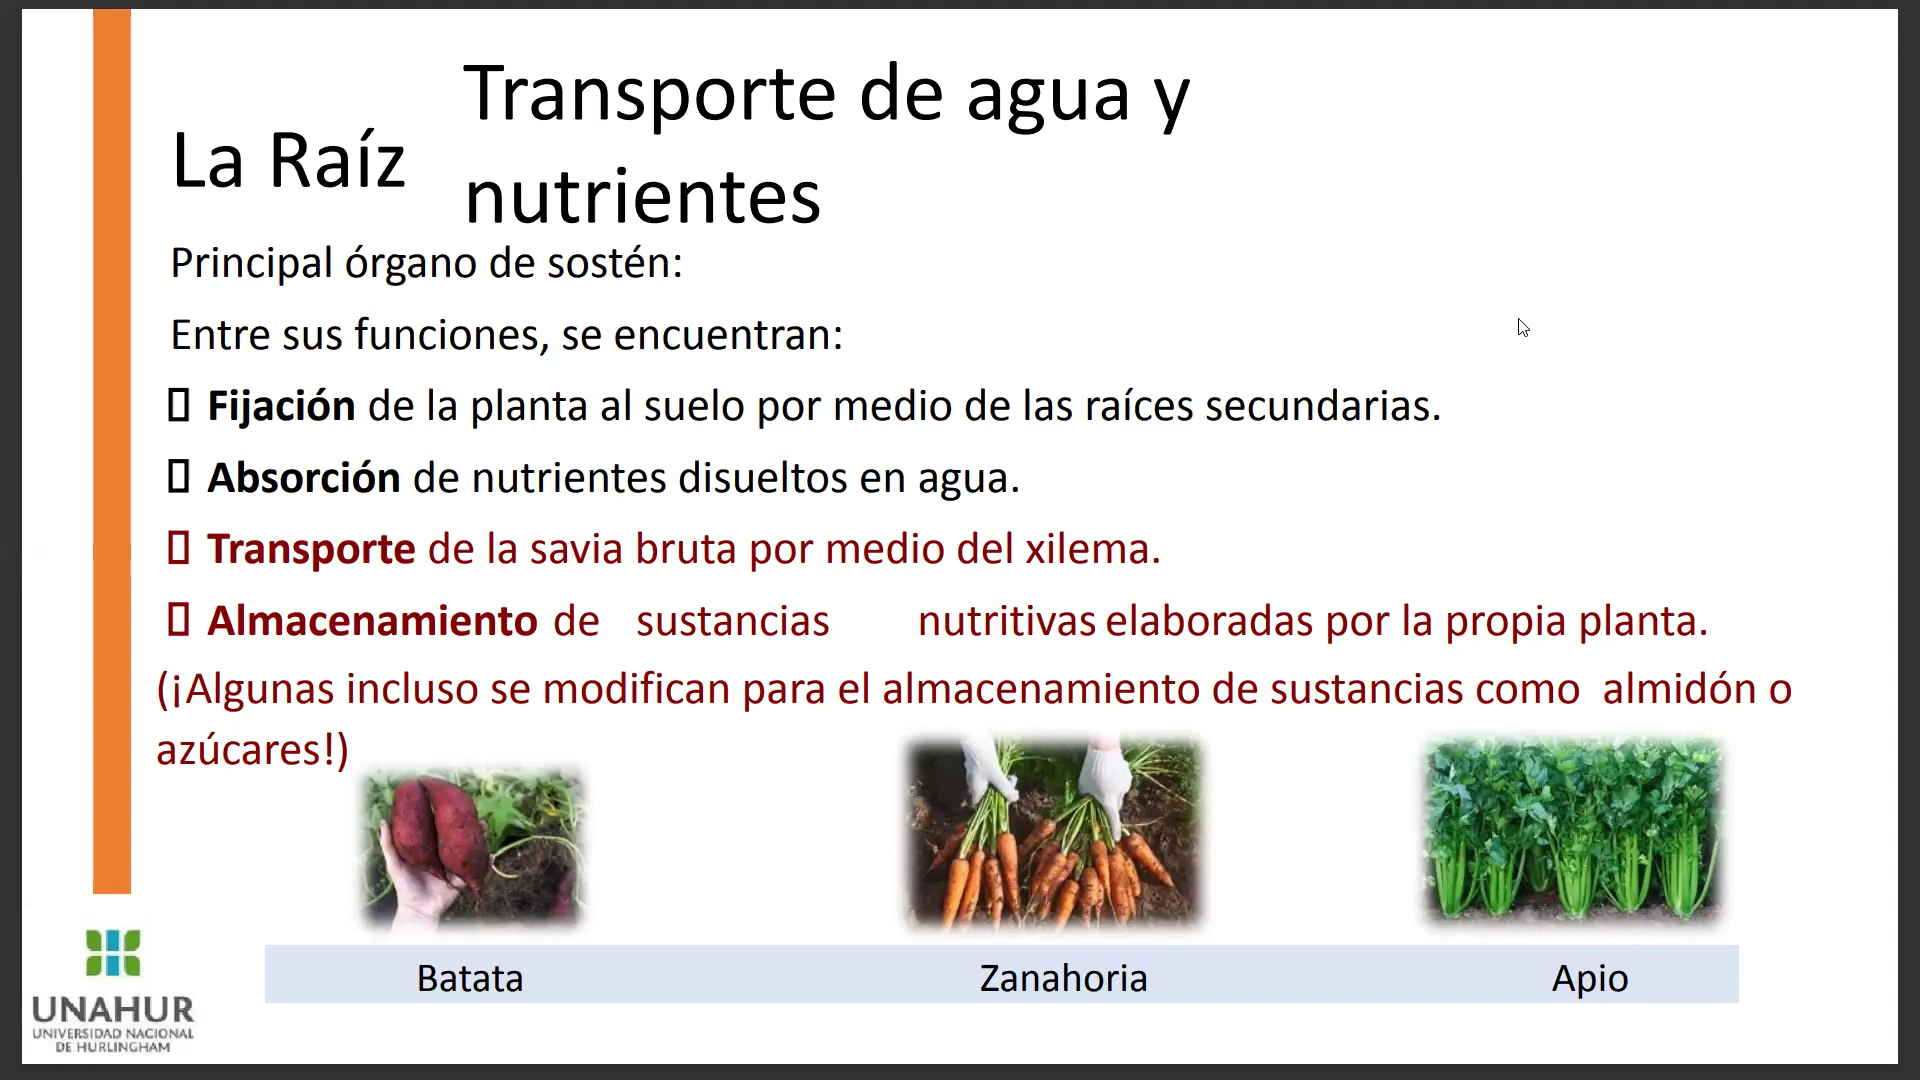 La Raíz
Transporte de agua y
nutrientes
Principal órgano de sostén:
Entre sus funciones, se encuentran:
Fijación de la planta al suelo por medio de las raíces secundarias.
Absorción de nutrientes disueltos en agua.
Transporte de la savia bruta por medio del xilema.
Almacenamiento de sustancias nutritivas elaboradas por la propia planta.
(¡Algunas incluso se modifican para el almacenamiento de sustancias como almidón o
azúcares!)
Batata Zanahoria Apio
UNAHUR
UNIVERSIDAD NACIONAL
DE HURLINGHAM